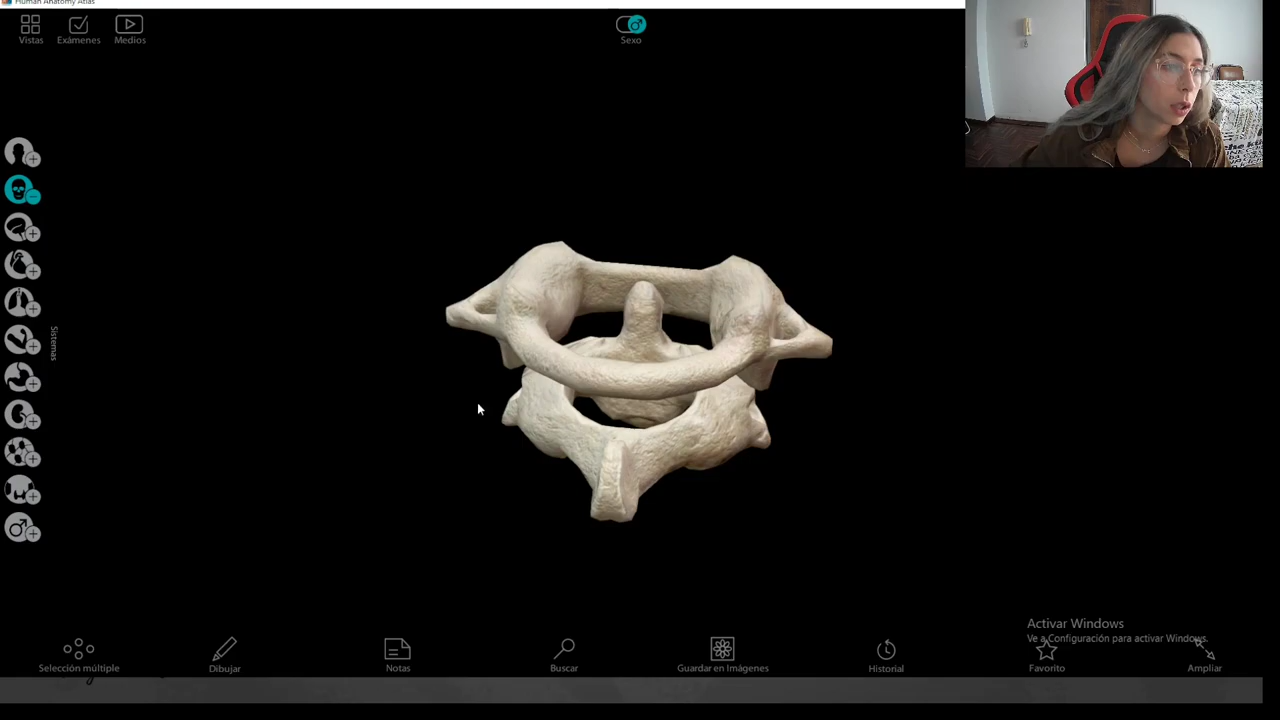 Human Anatomy Atlas
Vistas
Exámenes
Medios
Sexo
Sistemas
Activar Windows
Ve a Configuración para activar Windows.
Selección múltiple
Dibujar
Notas
Buscar
Guardar en Imágenes
Historial
Favorito
Ampliar